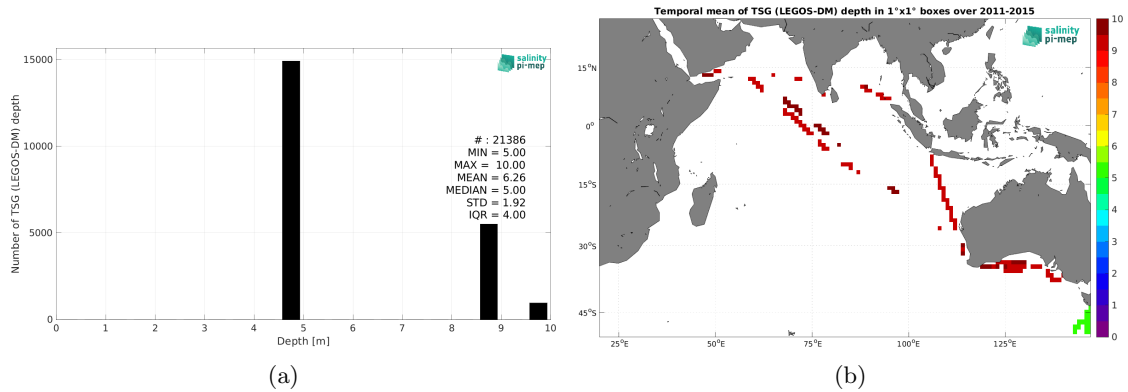 Number of TSG (LEGOS-DM) depth
15000
10000
5000
0
0 1 2 3 4 5 6 7 8 9 10
Depth [m]
salinity
pi-mep
# : 21386
MIN = 5.00
MAX = 10.00
MEAN = 6.26
MEDIAN = 5.00
STD = 1.92
IQR = 4.00
(a)
Temporal mean of TSG (LEGOS-DM) depth in 1°x1° boxes over 2011-2015
salinity
pi-mep
15°N
0°
15°S
30°S
45°S
25°E 50°E 75°E 100°E 125°E
10
9
8
7
6
5
4
3
2
1
0
(b)